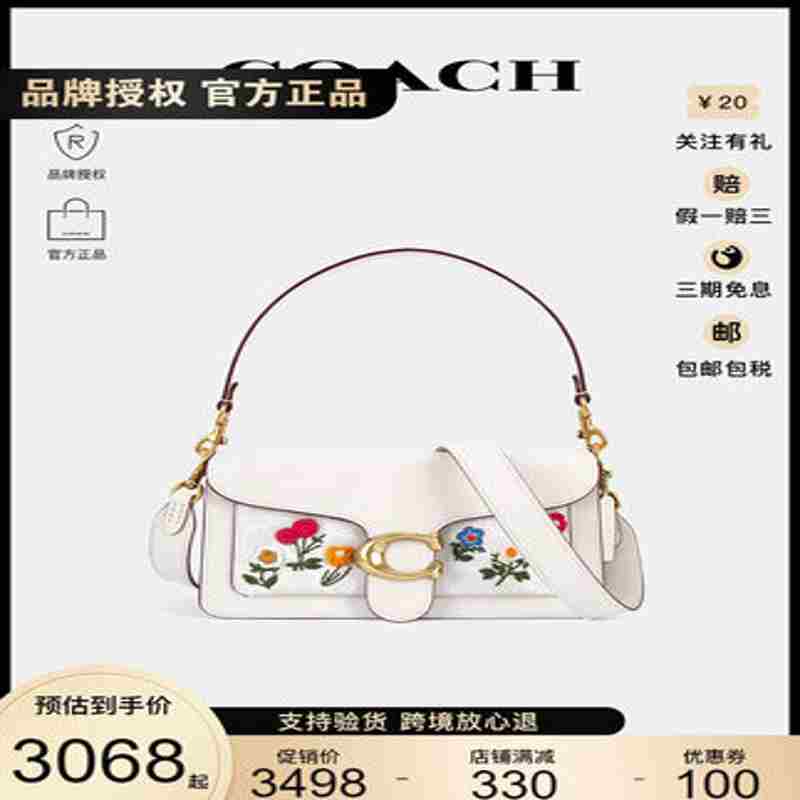 COACH
品牌授权 官方正品
R
品牌授权
官方正品
¥20
关注有礼
赔
假一赔三
三期免息
邮
包邮包税
支持验货 跨境放心退
预估到手价
3068起
促销价
店铺满减
优惠券
3498 - 330 - 100